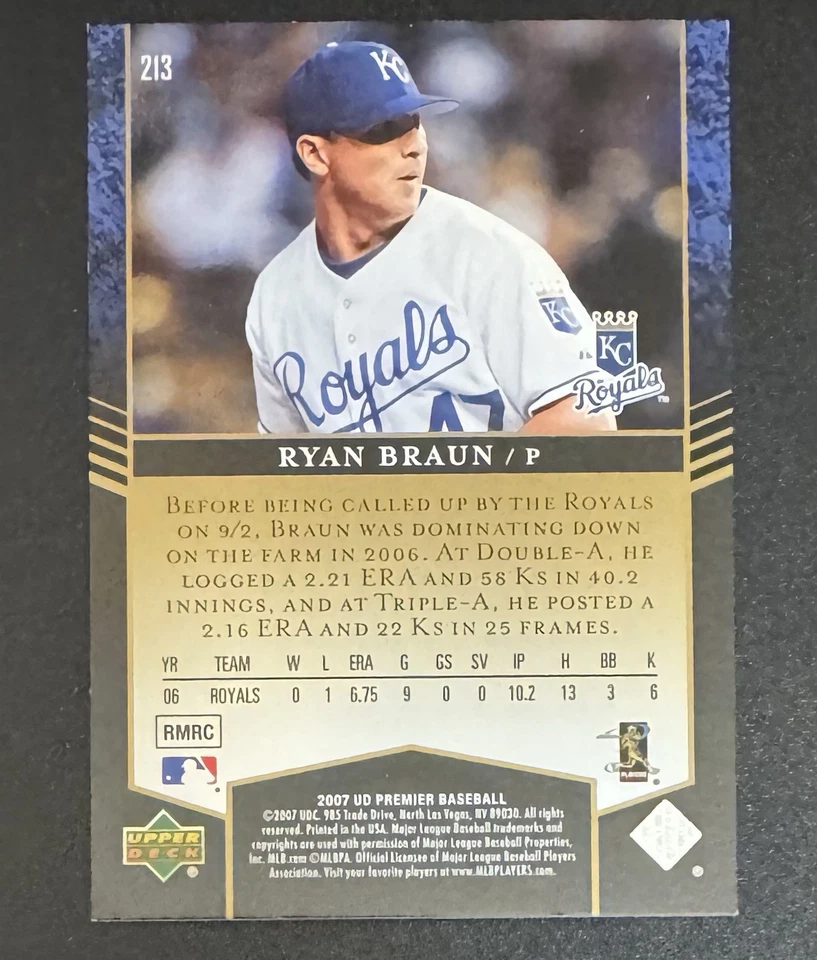 213
KC
Royals
47
KC
KC
Royals
TM
RYAN BRAUN / P
BEFORE BEING CALLED UP BY THE ROYALS
ON 9/2, BRAUN WAS DOMINATING DOWN
ON THE FARM IN 2006. AT DOUBLE-A, HE
LOGGED A 2.21 ERA AND 58 KS IN 40.2
INNINGS, AND AT TRIPLE-A, HE POSTED A
2.16 ERA AND 22 KS IN 25 FRAMES.
YR TEAM W L ERA G GS SV IP H BB K
06 ROYALS 0 1 6.75 9 0 0 10.2 13 3 6
RMRC
PLAYERS
UPPER
DECK
2007 UD PREMIER BASEBALL
©2007 UDC. 985 Trade Drive, North Las Vegas, NV 89030. All rights
reserved. Printed in the USA. Major League Baseball trademarks and
copyrights are used with permission of Major League Baseball Properties,
Inc. MLB.com ©MLBPA. Official Licensee of Major League Baseball Players
Association. Visit your favorite players at www.MLBPLAYERS.com.